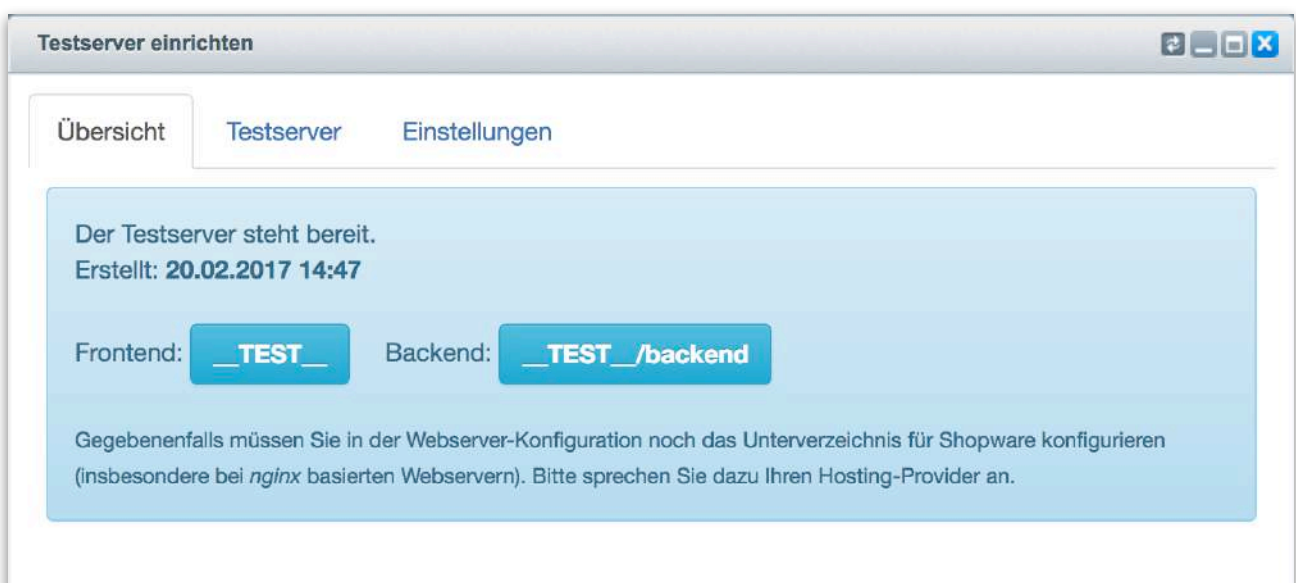 Testserver einrichten
Übersicht Testserver Einstellungen
Der Testserver steht bereit.
Erstellt: 20.02.2017 14:47
Frontend: __TEST__ Backend: __TEST__/backend
Gegebenenfalls müssen Sie in der Webserver-Konfiguration noch das Unterverzeichnis für Shopware konfigurieren
(insbesondere bei nginx basierten Webservern). Bitte sprechen Sie dazu Ihren Hosting-Provider an.